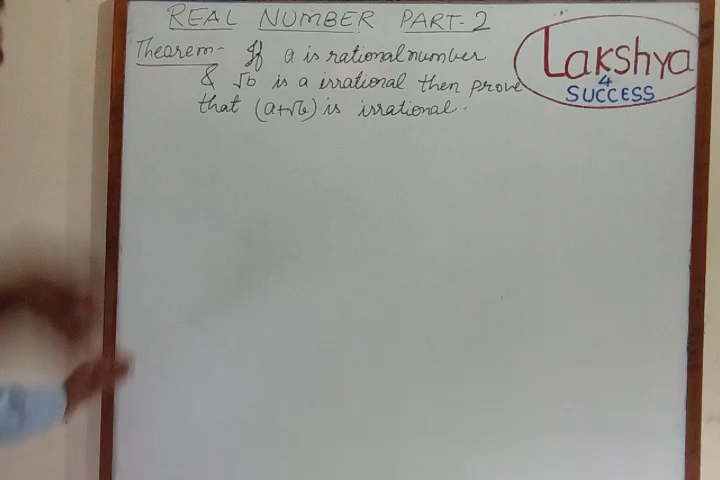 REAL NUMBER PART-2
Theorem- If a is rational number
& √b is a irrational then prove
that (a+√b) is irrational.
Lakshya
4
SUCCESS